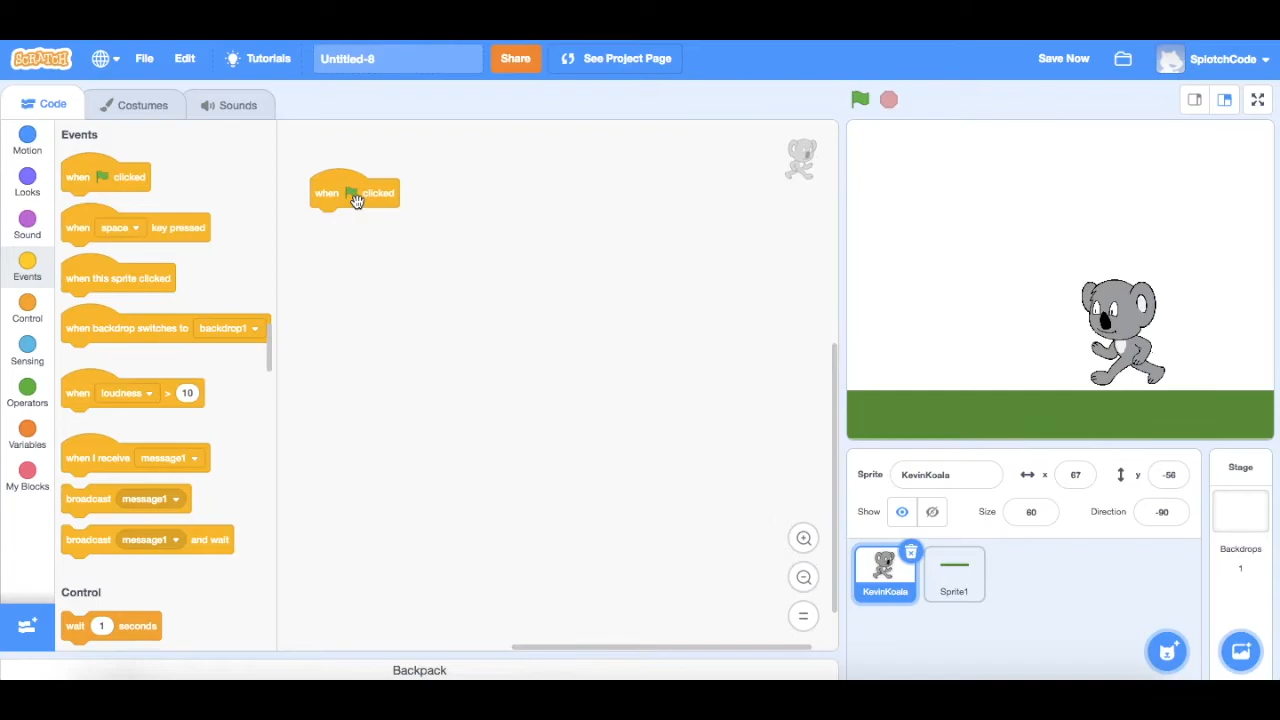 SCRATCH File Edit Tutorials Untitled-8 Share See Project Page Save Now SplotchCode
Code Costumes Sounds
Motion
Looks
Sound
Events
Control
Sensing
Operators
Variables
My Blocks
Events
when clicked
when space key pressed
when this sprite clicked
when backdrop switches to backdrop1
when loudness > 10
when I receive message1
broadcast message1
broadcast message1 and wait
Control
wait 1 seconds
when clicked
Backpack
Sprite KevinKoala x 67 y -56
Show Size 60 Direction -90
KevinKoala
Sprite1
Stage
Backdrops
1